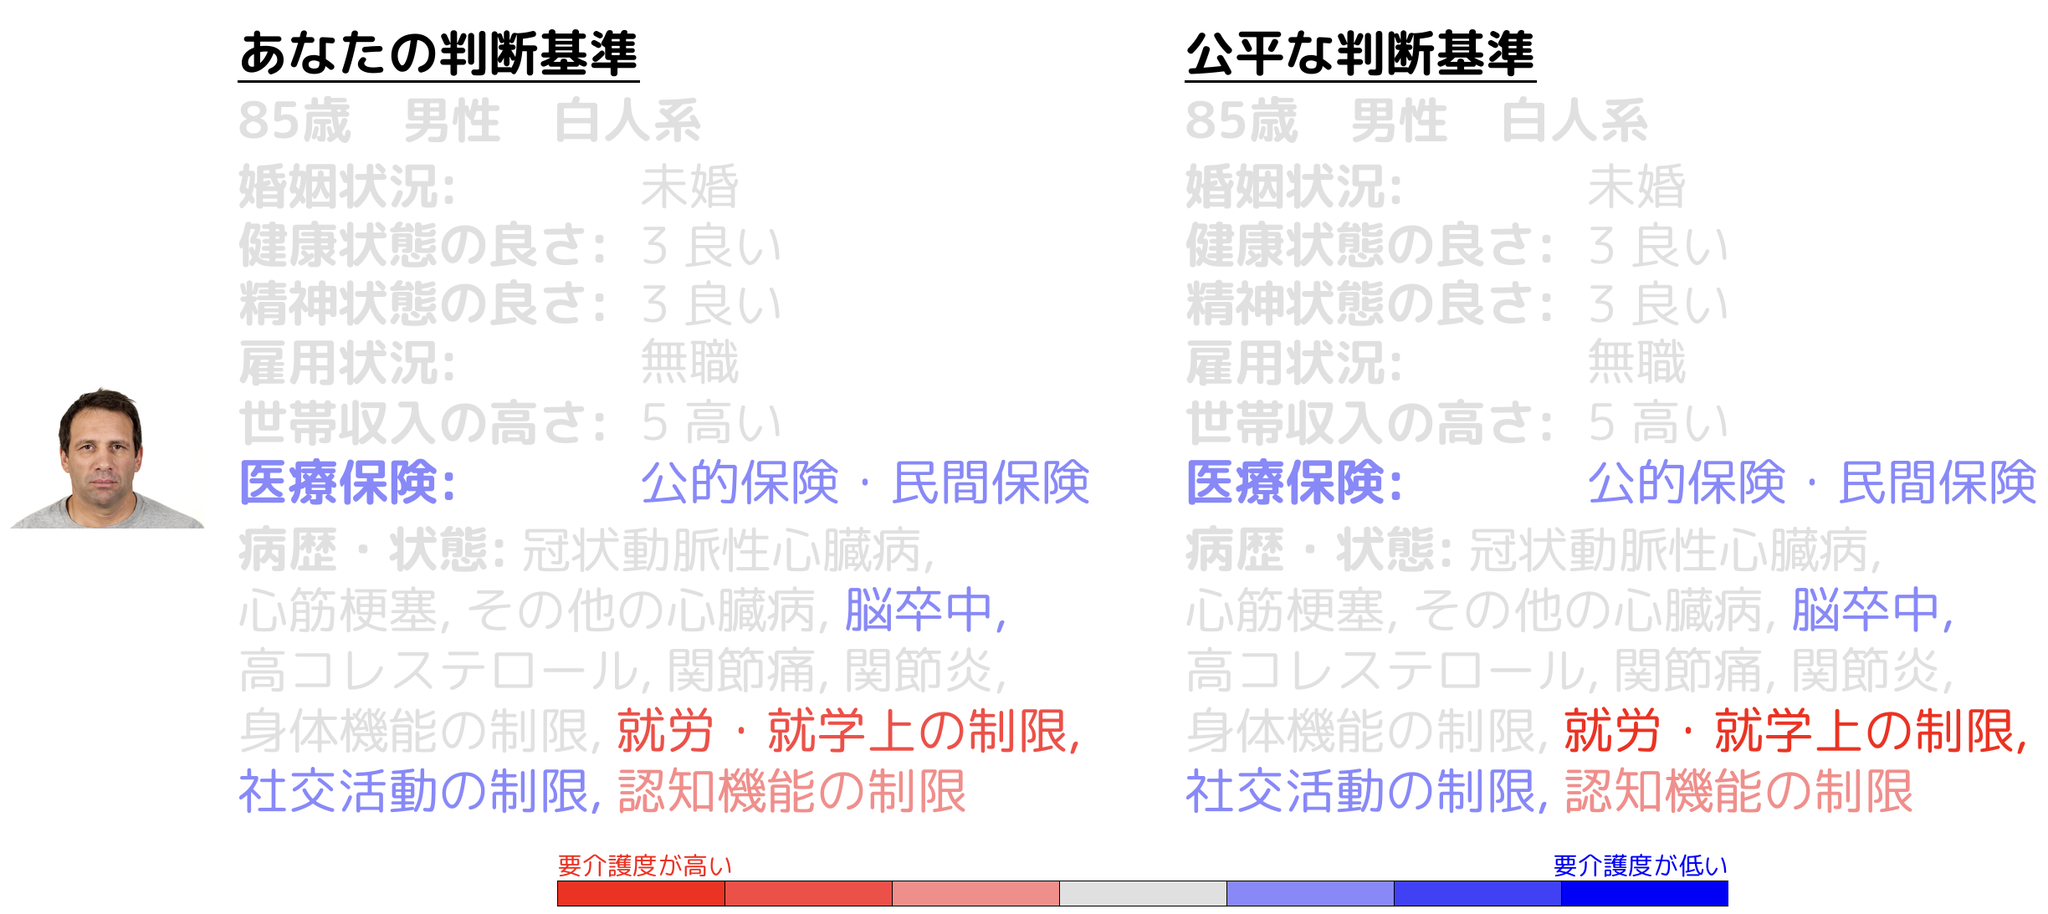 あなたの判断基準
85歳　男性　白人系
婚姻状況: 未婚
健康状態の良さ: 3 良い
精神状態の良さ: 3 良い
雇用状況: 無職
世帯収入の高さ: 5 高い
医療保険: 公的保険・民間保険
病歴・状態: 冠状動脈性心臓病,
心筋梗塞, その他の心臓病, 脳卒中,
高コレステロール, 関節痛, 関節炎,
身体機能の制限, 就労・就学上の制限,
社交活動の制限, 認知機能の制限
公平な判断基準
85歳　男性　白人系
婚姻状況: 未婚
健康状態の良さ: 3 良い
精神状態の良さ: 3 良い
雇用状況: 無職
世帯収入の高さ: 5 高い
医療保険: 公的保険・民間保険
病歴・状態: 冠状動脈性心臓病,
心筋梗塞, その他の心臓病, 脳卒中,
高コレステロール, 関節痛, 関節炎,
身体機能の制限, 就労・就学上の制限,
社交活動の制限, 認知機能の制限
要介護度が高い
要介護度が低い